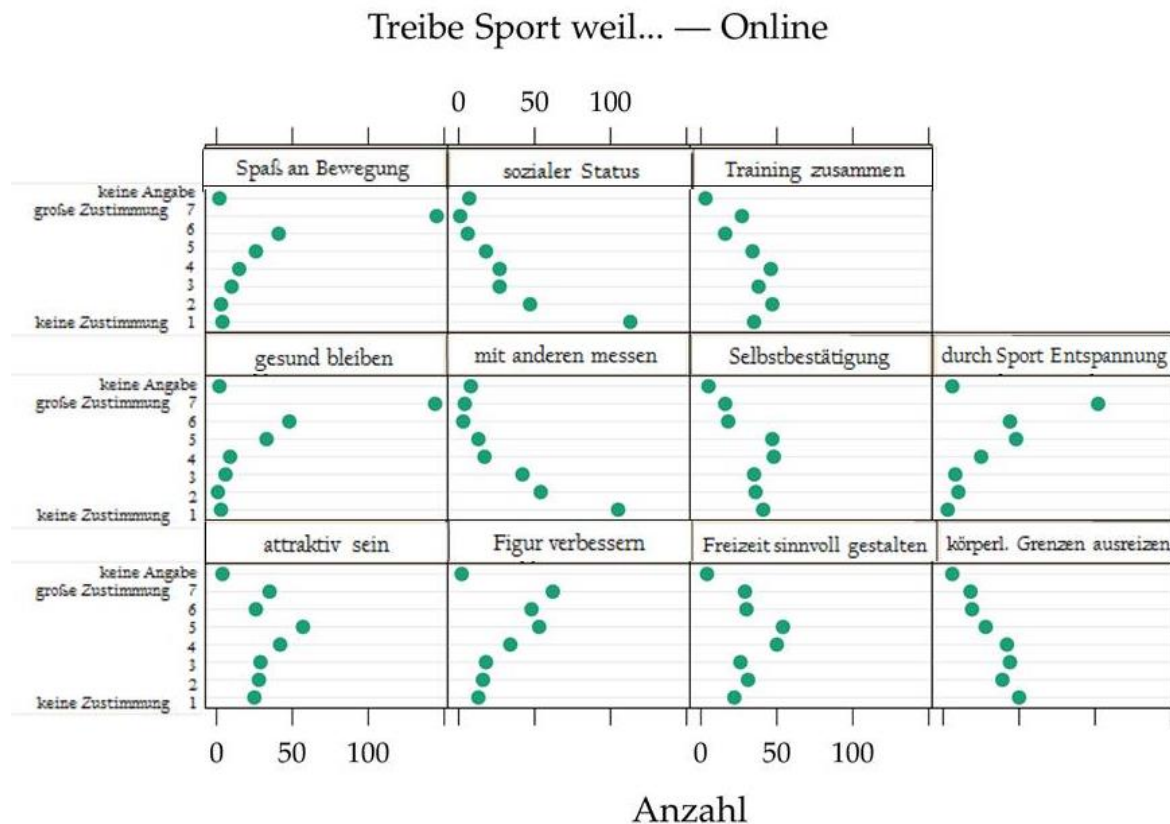 Treibe Sport weil... — Online
0 50 100
Spaß an Bewegung sozialer Status Training zusammen
keine Angabe
große Zustimmung 7
6
5
4
3
2
keine Zustimmung 1
gesund bleiben mit anderen messen Selbstbestätigung durch Sport Entspannung
keine Angabe
große Zustimmung 7
6
5
4
3
2
keine Zustimmung 1
attraktiv sein Figur verbessern Freizeit sinnvoll gestalten körperl. Grenzen ausreizen
keine Angabe
große Zustimmung 7
6
5
4
3
2
keine Zustimmung 1
0 50 100 0 50 100
Anzahl